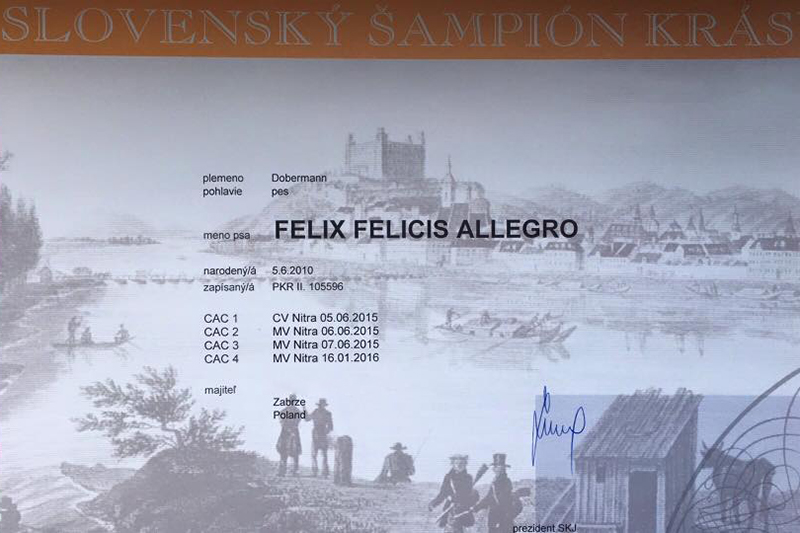 SLOVENSKÝ ŠAMPIÓN KRÁS
plemeno Dobermann
pohlavie pes
meno psa FELIX FELICIS ALLEGRO
narodený/á 5.6.2010
zapísaný/á PKR II. 105596
CAC 1 CV Nitra 05.06.2015
CAC 2 MV Nitra 06.06.2015
CAC 3 MV Nitra 07.06.2015
CAC 4 MV Nitra 16.01.2016
majiteľ
Zabrze
Poland
prezident SKJ